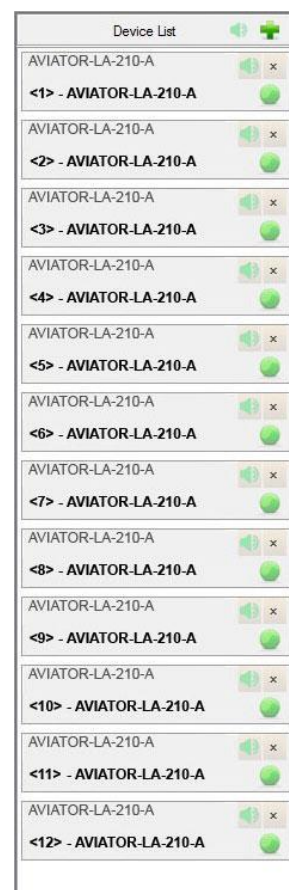 Device List
AVIATOR-LA-210-A
<1> - AVIATOR-LA-210-A
AVIATOR-LA-210-A
<2> - AVIATOR-LA-210-A
AVIATOR-LA-210-A
<3> - AVIATOR-LA-210-A
AVIATOR-LA-210-A
<4> - AVIATOR-LA-210-A
AVIATOR-LA-210-A
<5> - AVIATOR-LA-210-A
AVIATOR-LA-210-A
<6> - AVIATOR-LA-210-A
AVIATOR-LA-210-A
<7> - AVIATOR-LA-210-A
AVIATOR-LA-210-A
<8> - AVIATOR-LA-210-A
AVIATOR-LA-210-A
<9> - AVIATOR-LA-210-A
AVIATOR-LA-210-A
<10> - AVIATOR-LA-210-A
AVIATOR-LA-210-A
<11> - AVIATOR-LA-210-A
AVIATOR-LA-210-A
<12> - AVIATOR-LA-210-A